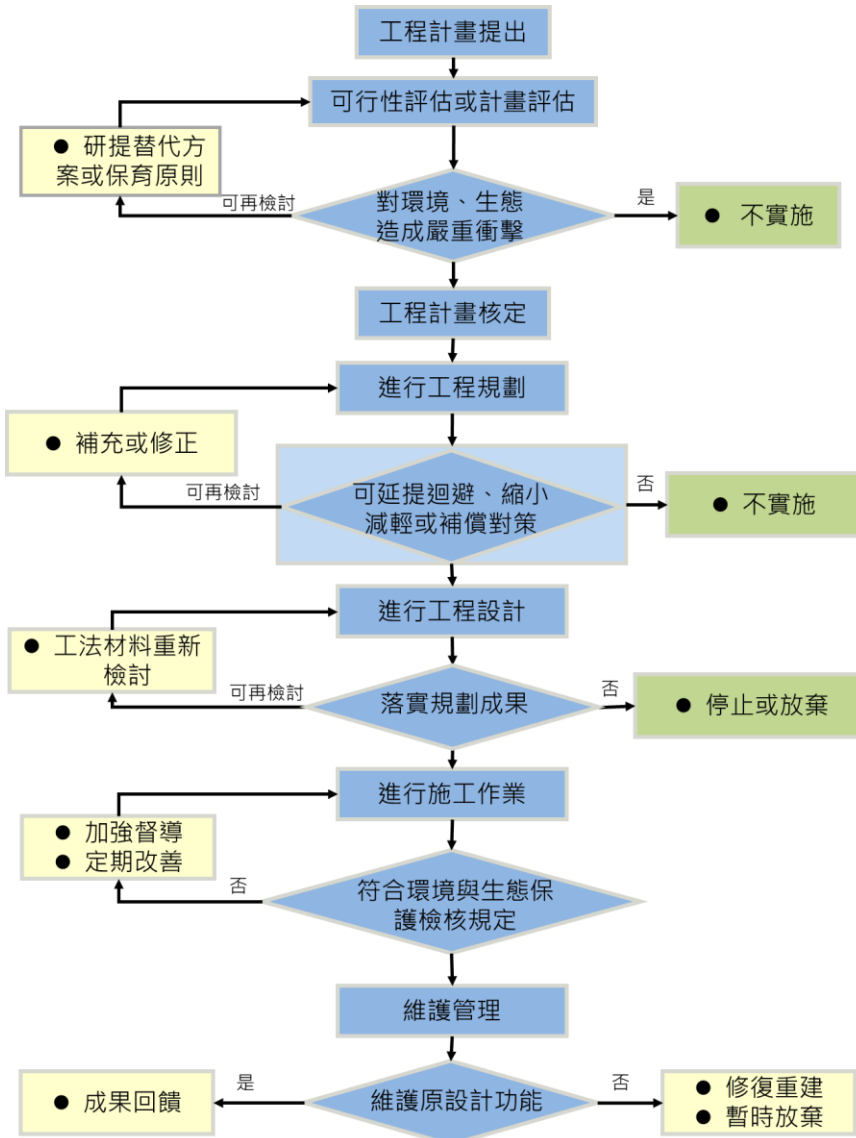 工程計畫提出
可行性評估或計畫評估
● 研提替代方
案或保育原則
可再檢討
對環境、生態
造成嚴重衝擊
是
● 不實施
工程計畫核定
進行工程規劃
● 補充或修正
可再檢討
可延提迴避、縮小
減輕或補償對策
否
● 不實施
進行工程設計
● 工法材料重新
檢討
可再檢討
落實規劃成果
否
● 停止或放棄
進行施工作業
● 加強督導
● 定期改善
否
符合環境與生態保
護檢核規定
維護管理
● 成果回饋
是
維護原設計功能
否
● 修復重建
● 暫時放棄